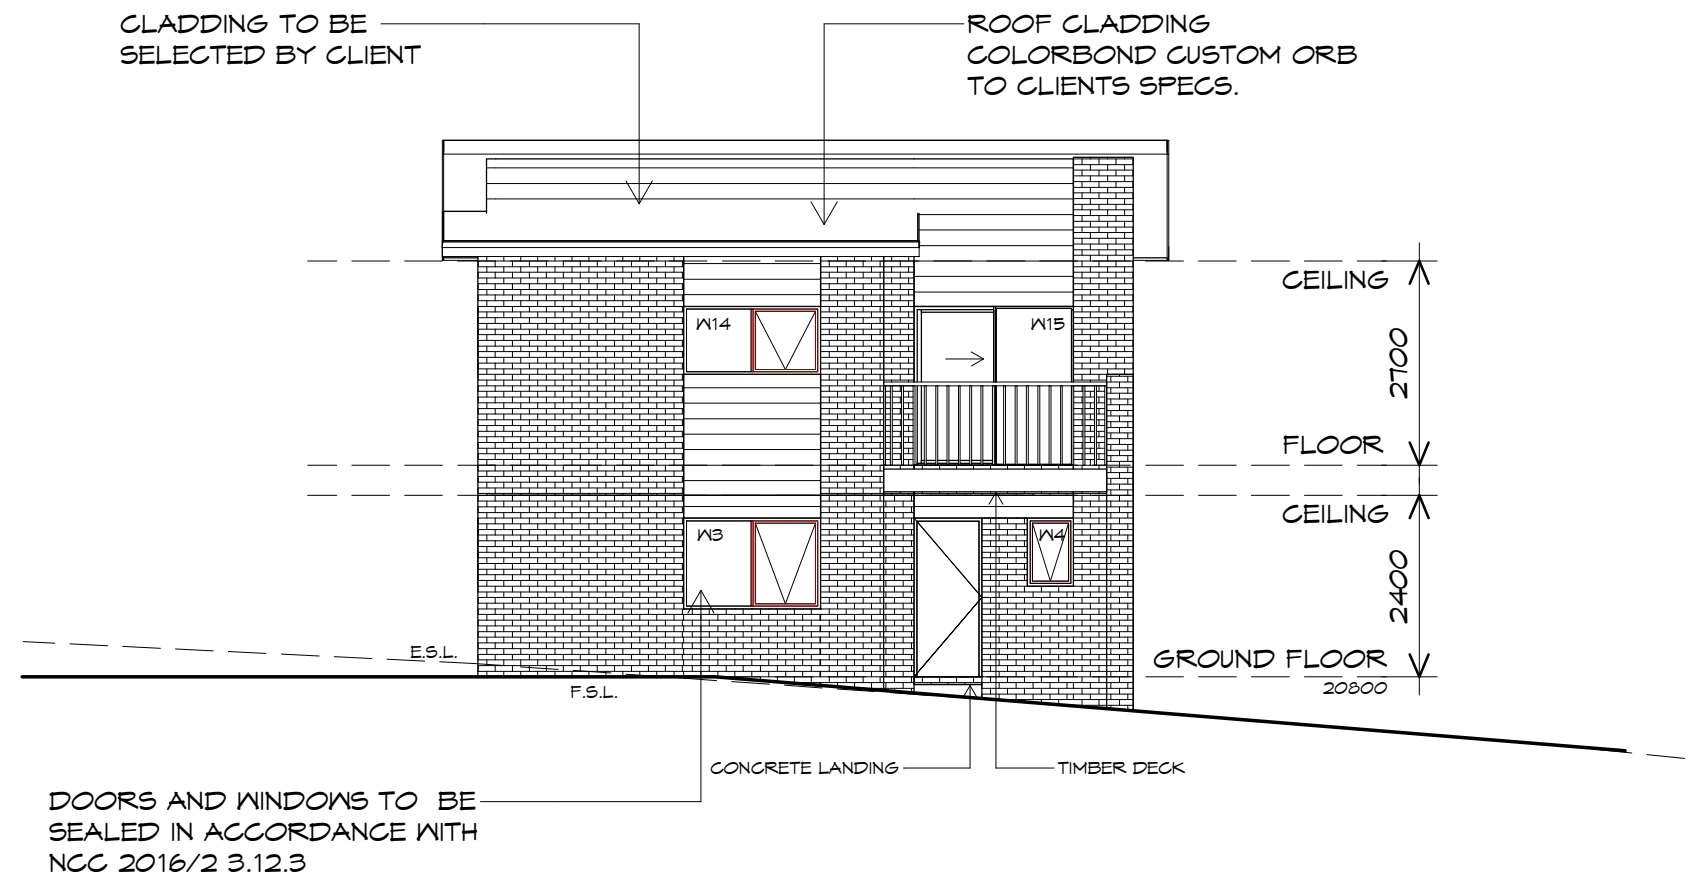 CLADDING TO BE
SELECTED BY CLIENT
ROOF CLADDING
COLORBOND CUSTOM ORB
TO CLIENTS SPECS.
CEILING
W14
W15
2700
FLOOR
CEILING
W3
W4
2400
E.S.L.
GROUND FLOOR
F.S.L.
20800
CONCRETE LANDING
TIMBER DECK
DOORS AND WINDOWS TO BE
SEALED IN ACCORDANCE WITH
NCC 2016/2 3.12.3